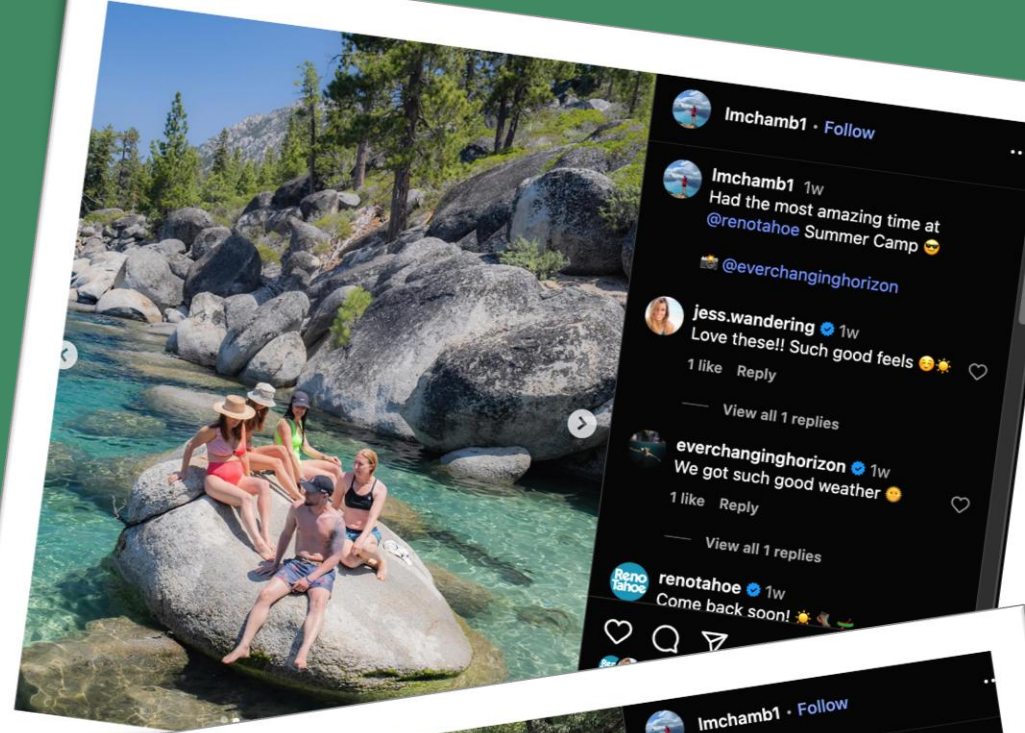 lmchamb1 • Follow
lmchamb1 1w
Had the most amazing time at
@renotahoe Summer Camp 😎
📸 @everchanginghorizon
jess.wandering 1w
Love these!! Such good feels ☺️☀️
1 like Reply
View all 1 replies
everchanginghorizon 1w
We got such good weather 🌞
1 like Reply
View all 1 replies
Reno
Tahoe
renotahoe 1w
Come back soon! ☀️
lmchamb1 • Follow